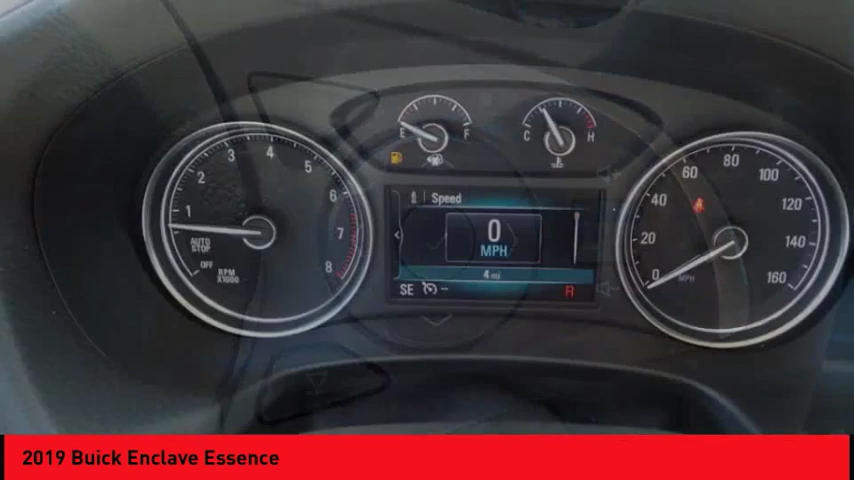 E F
C H
1 2 3 4 5 6 7 8
AUTO
STOP
OFF
RPM
X1000
Speed
0
MPH
4 mi
SE
R
0 20 40 60 80 100 120 140 160
MPH
2019 Buick Enclave Essence